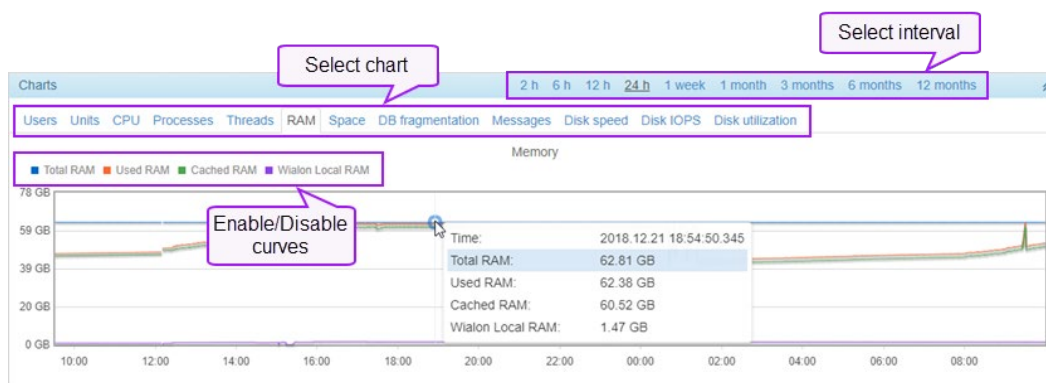 Select interval
Select chart
Charts
2 h 6 h 12 h 24 h 1 week 1 month 3 months 6 months 12 months
Users Units CPU Processes Threads RAM Space DB fragmentation Messages Disk speed Disk IOPS Disk utilization
Memory
Total RAM Used RAM Cached RAM Wialon Local RAM
78 GB
Enable/Disable
curves
59 GB
Time: 2018.12.21 18:54:50.345
Total RAM: 62.81 GB
39 GB
Used RAM: 62.38 GB
Cached RAM: 60.52 GB
20 GB
Wialon Local RAM: 1.47 GB
0 GB
10:00 12:00 14:00 16:00 18:00 20:00 22:00 00:00 02:00 04:00 06:00 08:00